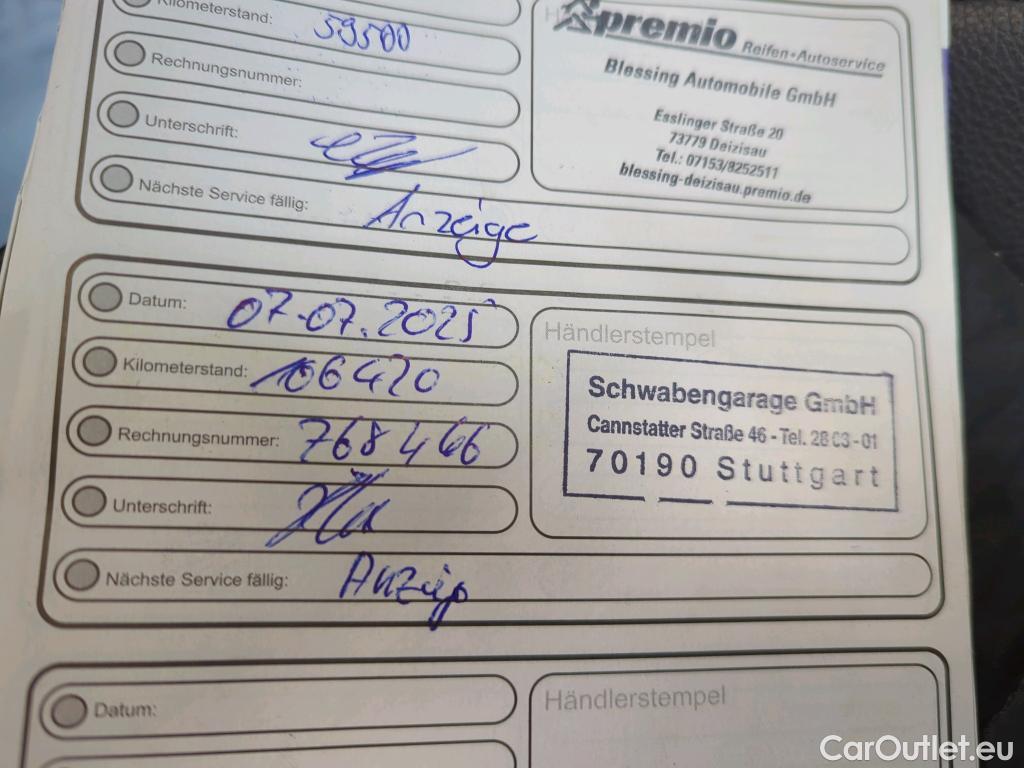 Kilometerstand: 59500
Rechnungsnummer:
Unterschrift:
Nächste Service fällig: Anzeige
premio Reifen+Autoservice
Blessing Automobile GmbH
Esslinger Straße 20
73779 Deizisau
Tel.: 07153/8252511
blessing-deizisau.premio.de
Datum: 07.07.2025
Kilometerstand: 106420
Rechnungsnummer: 768466
Unterschrift:
Nächste Service fällig:
Händlerstempel
Schwabengarage GmbH
Cannstatter Straße 46 - Tel. 28 03-01
70190 Stuttgart
Datum:
Händlerstempel
CarOutlet.eu